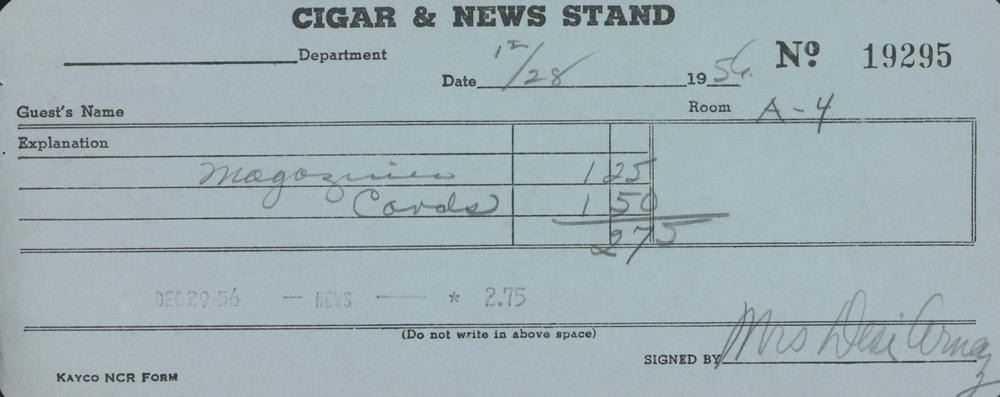 CIGAR & NEWS STAND
Department
Date 12/28 1956 Nº 19295
Guest's Name Room A-4
Explanation
Magazines 1 25
Cards 1 50
2 75
DEC 29-56 — NEWS — * 2.75
(Do not write in above space)
SIGNED BY Mrs Desi Arnaz
KAYCO NCR FORM